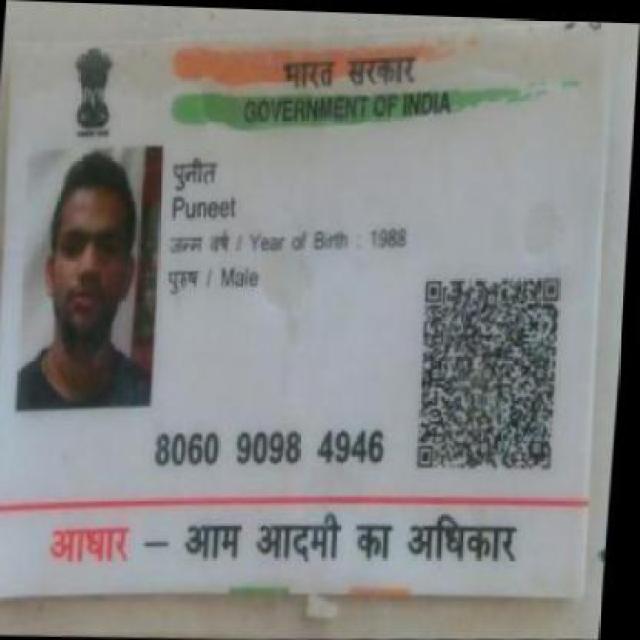 भारत सरकार
GOVERNMENT OF INDIA
पुनीत
Puneet
जन्म वर्ष / Year of Birth : 1988
पुरुष / Male
8060 9098 4946
आधार – आम आदमी का अधिकार